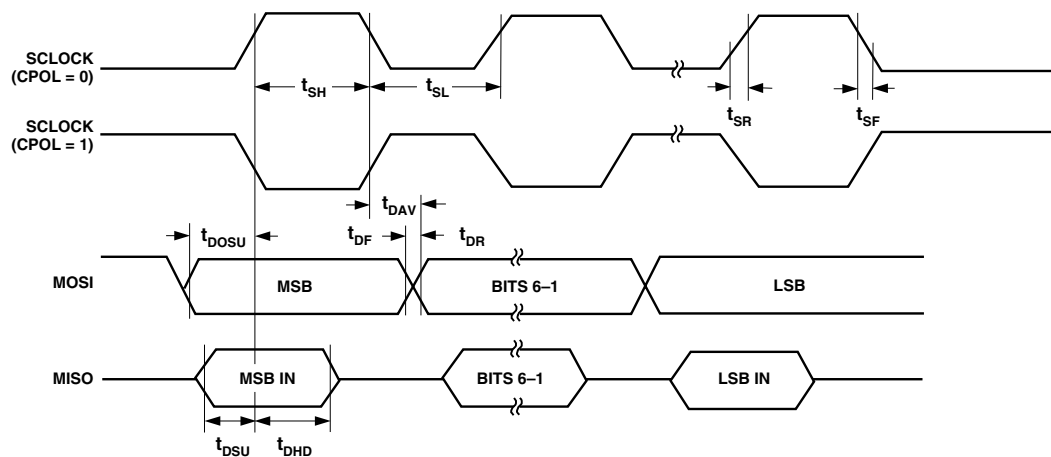 SCLOCK
(CPOL = 0)
tSH
tSL
tSR
tSF
SCLOCK
(CPOL = 1)
tDAV
tDOSU
tDF
tDR
MOSI
MSB
BITS 6–1
LSB
MISO
MSB IN
BITS 6–1
LSB IN
tDSU
tDHD